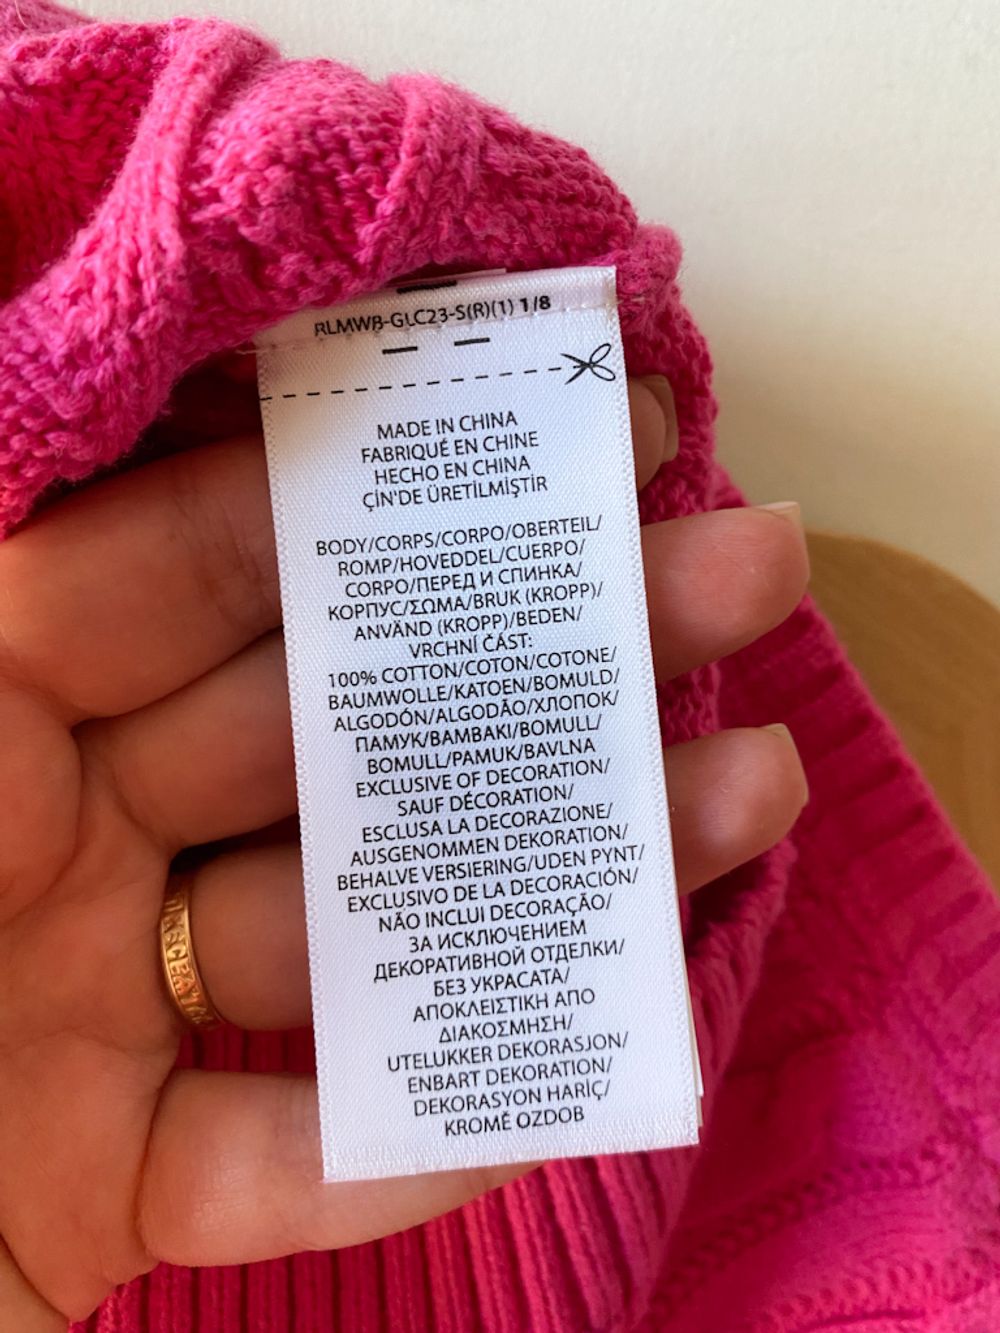 RLMWB-GLC23-S(R)(1) 1/8
MADE IN CHINA
FABRIQUÉ EN CHINE
HECHO EN CHINA
ÇİN'DE ÜRETİLMİŞTİR
BODY/CORPS/CORPO/OBERTEIL/
ROMP/HOVEDDEL/CUERPO/
CORPO/ПЕРЕД И СПИНКА/
КОРПУС/ΣΩΜΑ/BRUK (KROPP)/
ANVÄND (KROPP)/BEDEN/
VRCHNÍ ČÁST:
100% COTTON/COTON/COTONE/
BAUMWOLLE/KATOEN/BOMULD/
ALGODÓN/ALGODÃO/ХЛОПОК/
ПАМУК/ΒΑΜΒΑΚΙ/BOMULL/
BOMULL/PAMUK/BAVLNA
EXCLUSIVE OF DECORATION/
SAUF DÉCORATION/
ESCLUSA LA DECORAZIONE/
AUSGENOMMEN DEKORATION/
BEHALVE VERSIERING/UDEN PYNT/
EXCLUSIVO DE LA DECORACIÓN/
NÃO INCLUI DECORAÇÃO/
ЗА ИСКЛЮЧЕНИЕМ
ДЕКОРАТИВНОЙ ОТДЕЛКИ/
БЕЗ УКРАСАТА/
ΑΠΟΚΛΕΙΣΤΙΚΗ ΑΠΟ
ΔΙΑΚΟΣΜΗΣΗ/
UTELUKKER DEKORASJON/
ENBART DEKORATION/
DEKORASYON HARİÇ/
KROMĚ OZDOB